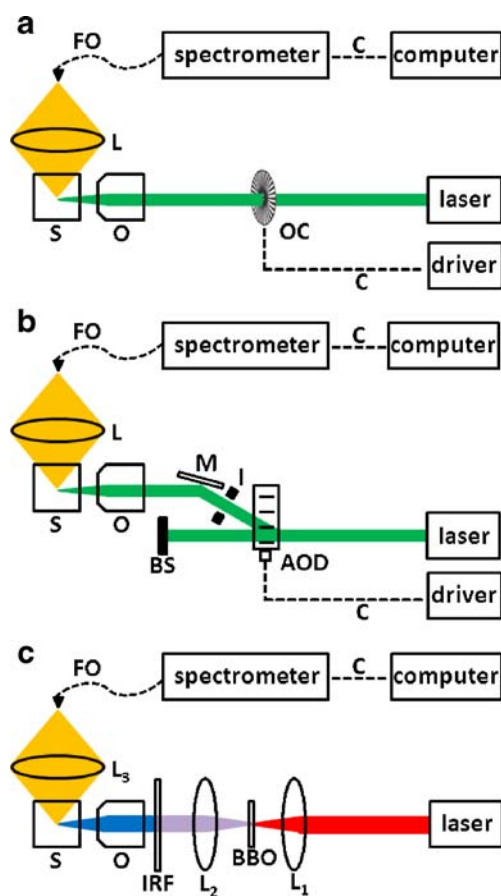 a
FO
spectrometer
C
computer
L
S
O
OC
laser
driver
C
b
FO
spectrometer
C
computer
L
M
I
S
O
BS
AOD
laser
driver
C
c
FO
spectrometer
C
computer
L3
S
O
IRF
L2
BBO
L1
laser